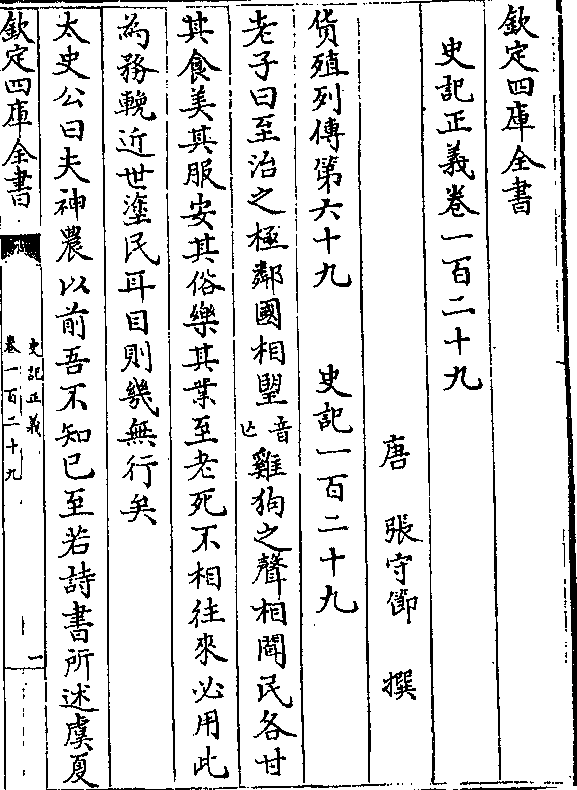 欽定四庫全書
史記正義卷一百二十九
唐 張守節 撰
貨殖列傳第六十九 史記一百二十九
老子曰至治之極鄰國相望音亡雞狗之聲相聞民各甘
其食美其服安其俗樂其業至老死不相往來必用此
為務輓近世塗民耳目則幾無行矣
太史公曰夫神農以前吾不知已至若詩書所述虞夏
欽定四庫全書
史記正義
卷一百二十九
一